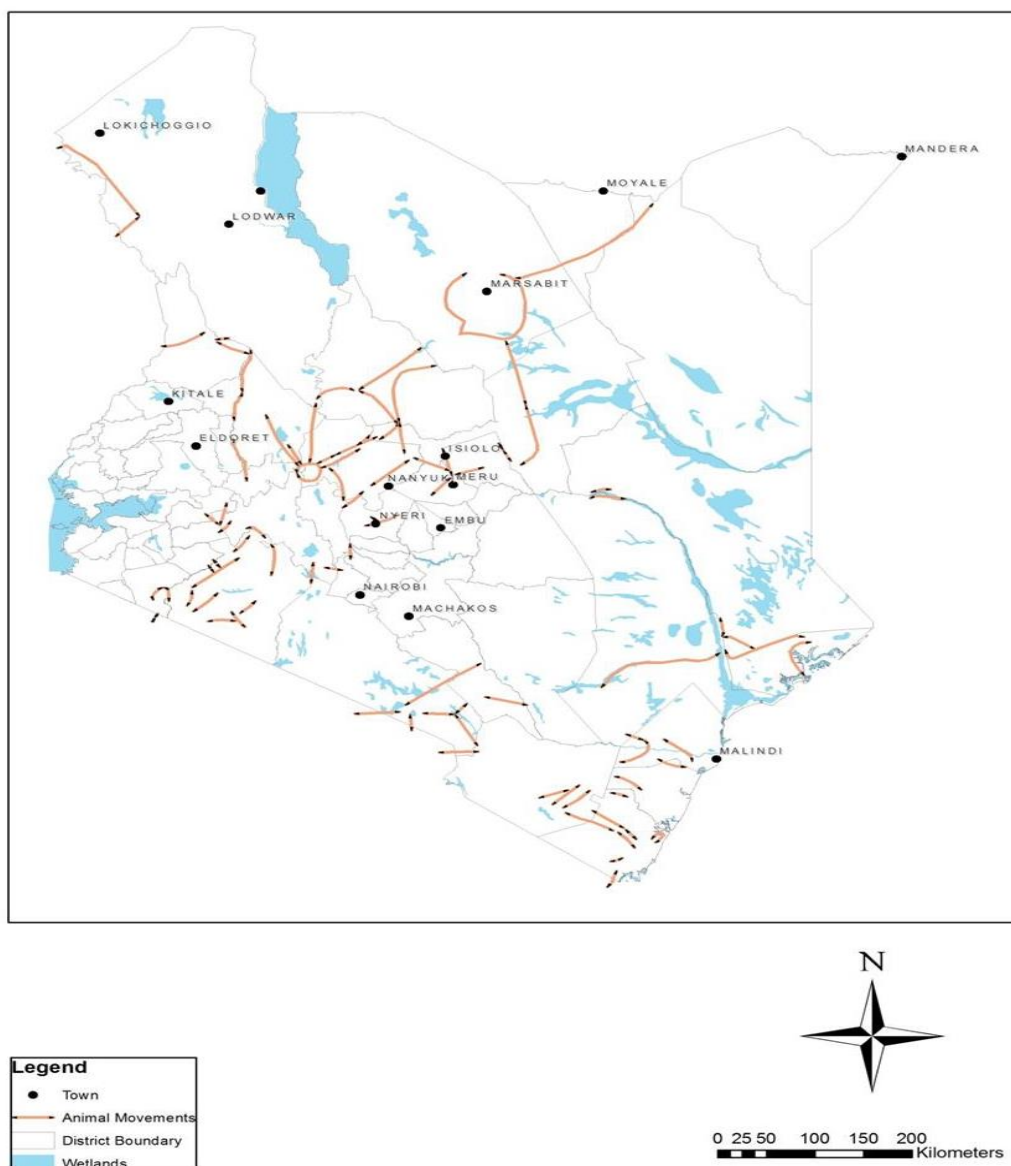 LOKICHOGGIO
MANDERA
MOYALE
LODWAR
MARSABIT
KITALE
ELDORET
ISIOLO
NANYUKI
MERU
NYERI
EMBU
NAIROBI
MACHAKOS
MALINDI
N
Legend
Town
Animal Movements
District Boundary
Wetlands
0 25 50 100 150 200
Kilometers